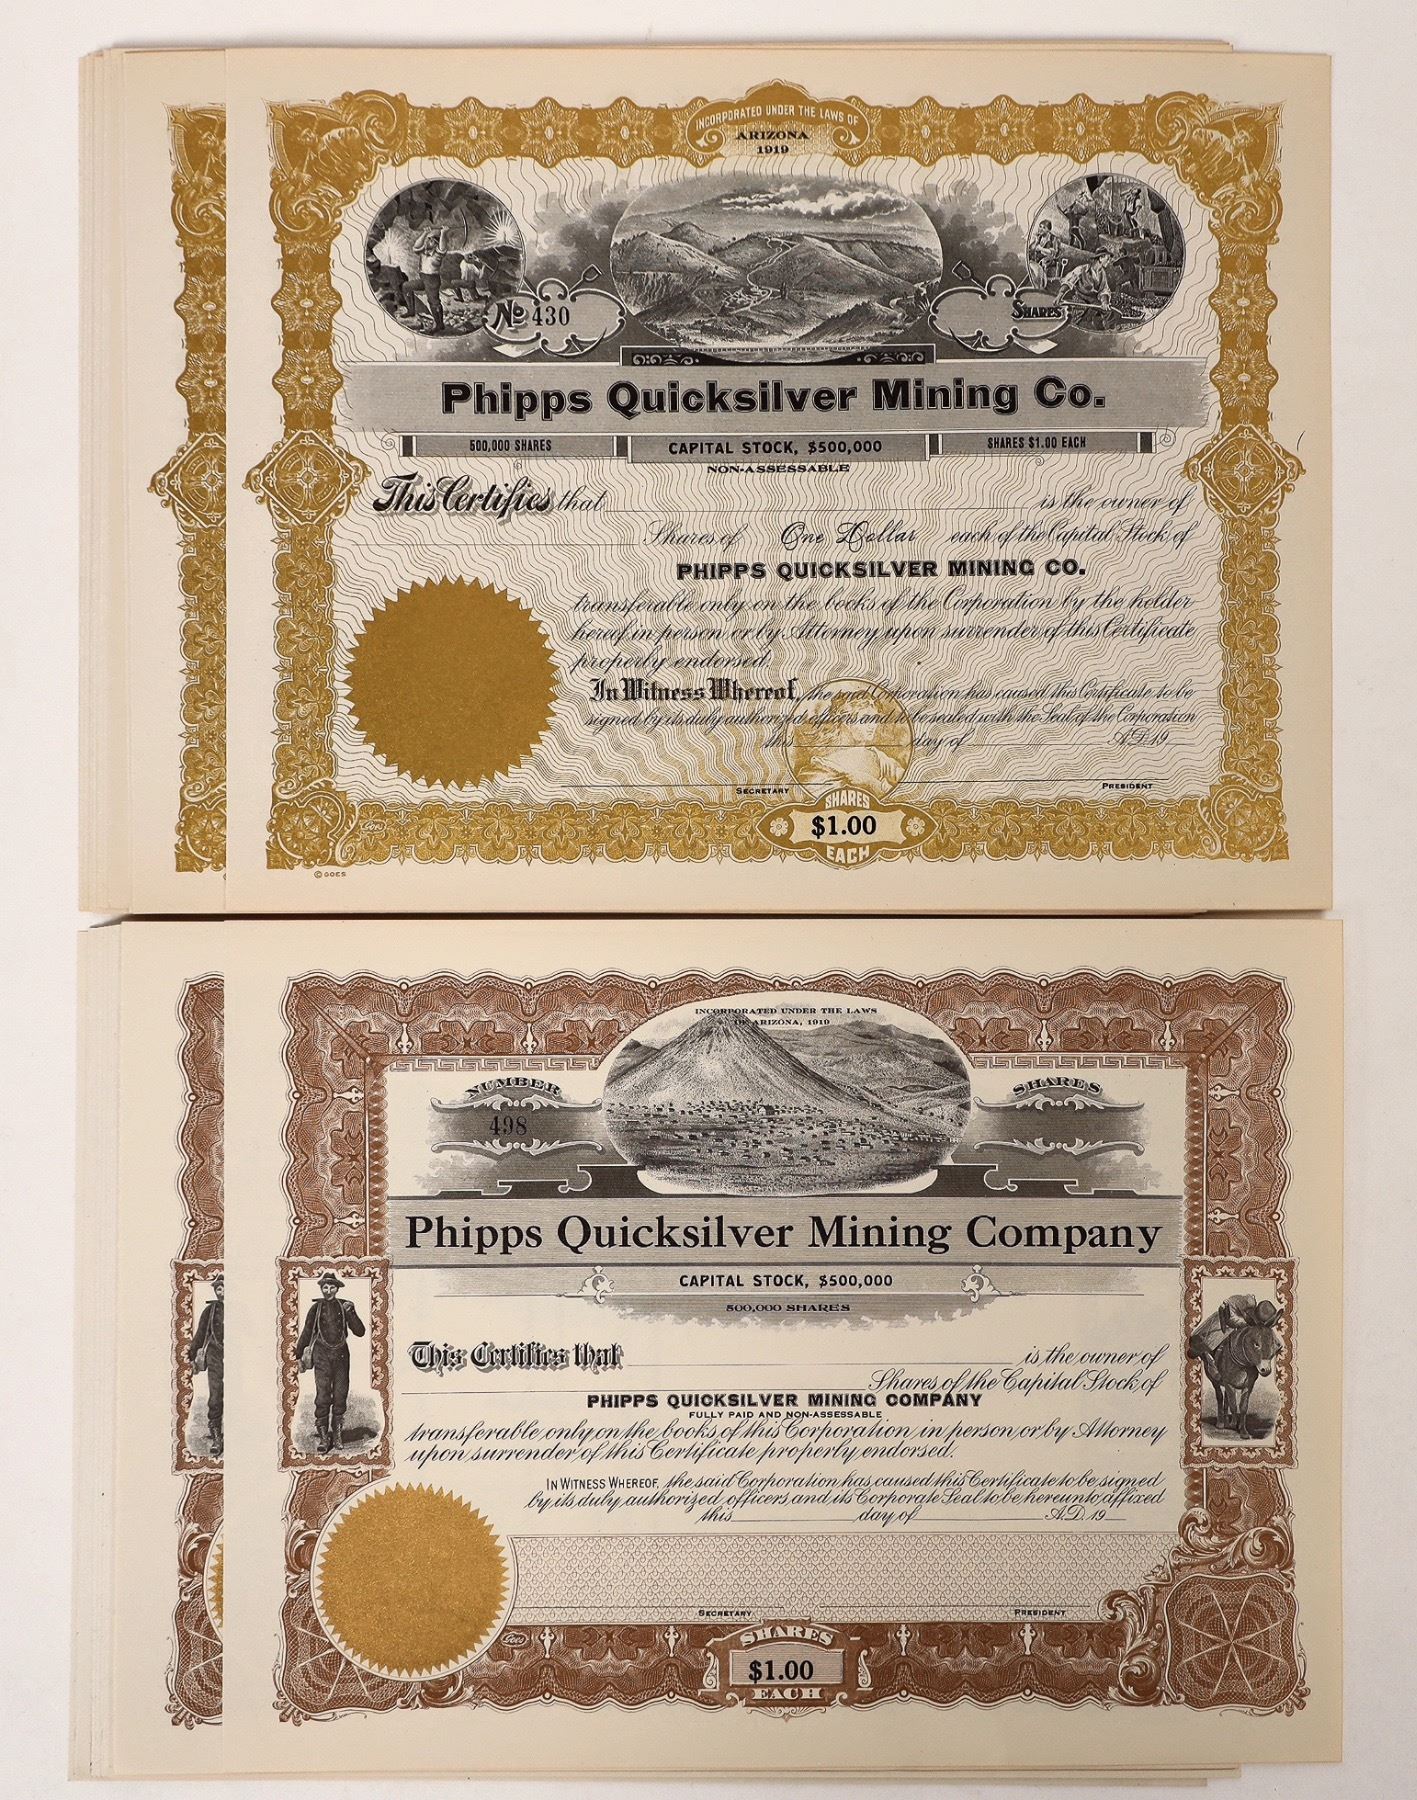 INCORPORATED UNDER THE LAWS OF
ARIZONA
1919
No 430
SHARES
Phipps Quicksilver Mining Co.
500,000 SHARES
CAPITAL STOCK, $500,000
SHARES $1.00 EACH
NON-ASSESSABLE
This Certifies that is the owner of
Shares of One Dollar each of the Capital Stock of
PHIPPS QUICKSILVER MINING CO.
transferable only on the books of the Corporation by the holder
hereof in person or by Attorney upon surrender of this Certificate
properly endorsed.
In Witness Whereof, the said Corporation has caused this Certificate to be
signed by its duly authorized officers and to be sealed with the Seal of the Corporation
this day of A.D. 19
SECRETARY PRESIDENT
SHARES
$1.00
EACH
Goes
© GOES
INCORPORATED UNDER THE LAWS
OF ARIZONA, 1919
NUMBER
498
SHARES
Phipps Quicksilver Mining Company
CAPITAL STOCK, $500,000
500,000 SHARES
This Certifies that is the owner of
Shares of the Capital Stock of
PHIPPS QUICKSILVER MINING COMPANY
FULLY PAID AND NON-ASSESSABLE
transferable only on the books of this Corporation in person or by Attorney
upon surrender of this Certificate properly endorsed.
IN WITNESS WHEREOF, the said Corporation has caused this Certificate to be signed
by its duly authorized officers and its Corporate Seal to be hereunto affixed
this day of A.D. 19
SECRETARY PRESIDENT
Goes
SHARES
$1.00
EACH